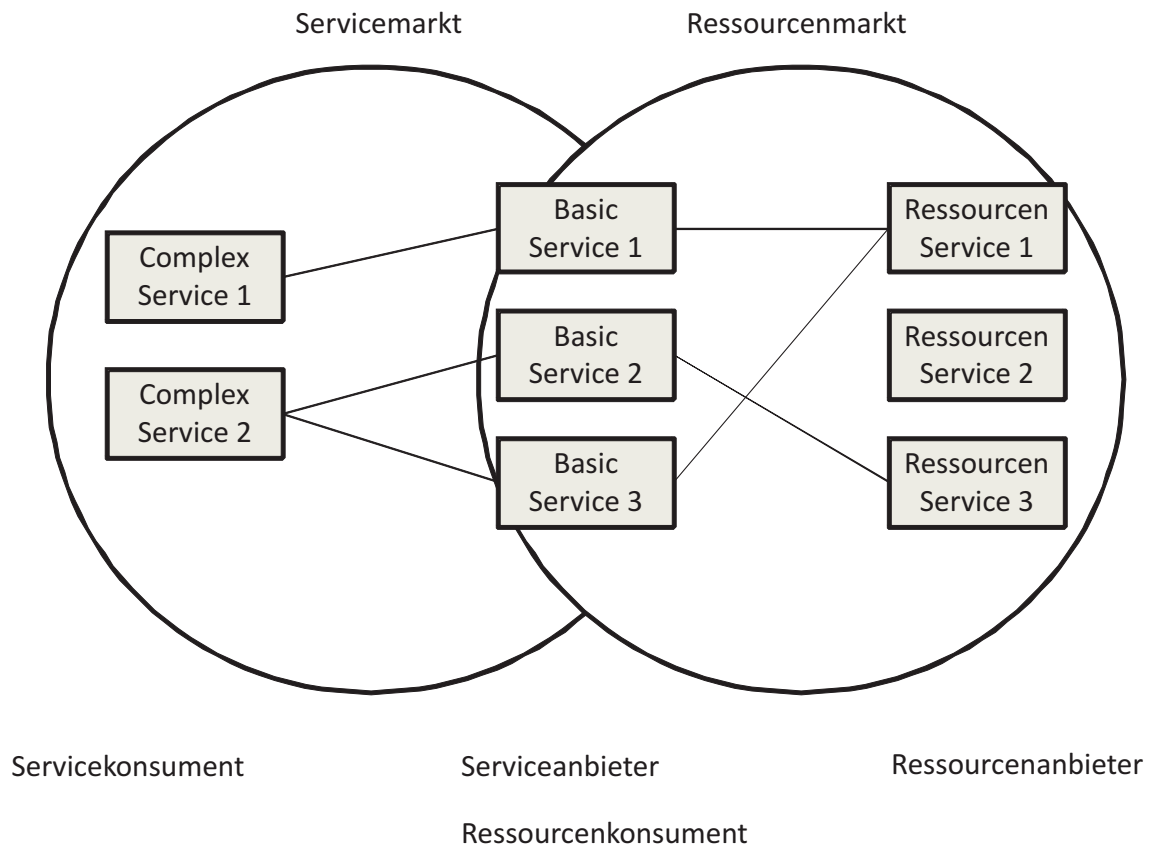 Servicemarkt
Ressourcenmarkt
Complex
Service 1
Complex
Service 2
Basic
Service 1
Basic
Service 2
Basic
Service 3
Ressourcen
Service 1
Ressourcen
Service 2
Ressourcen
Service 3
Servicekonsument
Serviceanbieter
Ressourcenanbieter
Ressourcenkonsument